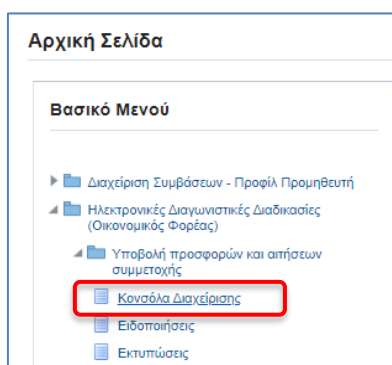 Αρχική Σελίδα
Βασικό Μενού
Διαχείριση Συμβάσεων - Προφίλ Προμηθευτή
Ηλεκτρονικές Διαγωνιστικές Διαδικασίες
(Οικονομικός Φορέας)
Υποβολή προσφορών και αιτήσεων
συμμετοχής
Κονσόλα Διαχείρισης
Ειδοποιήσεις
Εκτυπώσεις